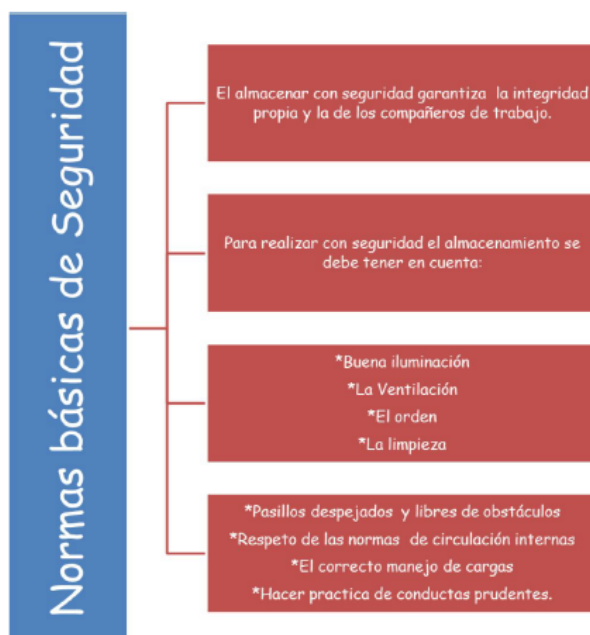 Normas básicas de Seguridad
El almacenar con seguridad garantiza la integridad
propia y la de los compañeros de trabajo.
Para realizar con seguridad el almacenamiento se
debe tener en cuenta:
*Buena iluminación
*La Ventilación
*El orden
*La limpieza
*Pasillos despejados y libres de obstáculos
*Respeto de las normas de circulación internas
*El correcto manejo de cargas
*Hacer practica de conductas prudentes.